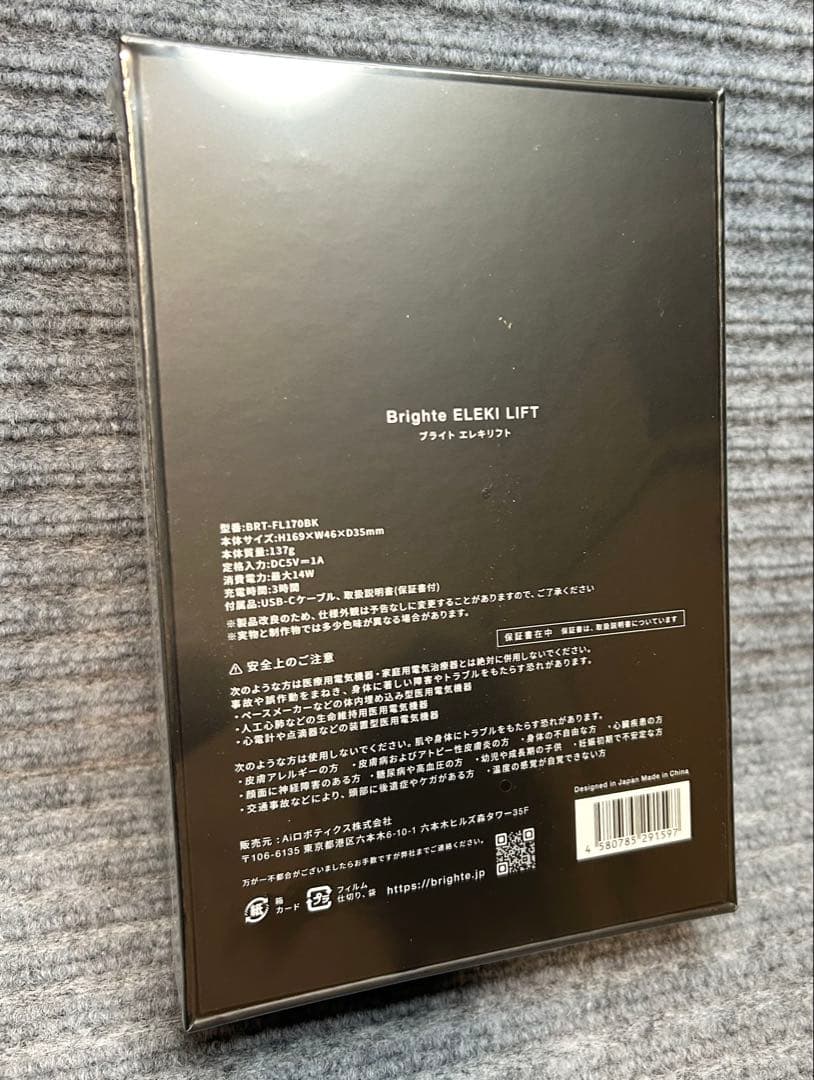 Brighte ELEKI LIFT
ブライト エレキリフト
型番:BRT-FL170BK
本体サイズ:H169×W46×D35mm
本体質量:137g
定格入力:DC5V⎓1A
消費電力:最大14W
充電時間:3時間
付属品:USB-Cケーブル、取扱説明書(保証書付)
※製品改良のため、仕様外観は予告なしに変更することがありますので、ご了承ください
※実物と制作物では多少色味が異なる場合があります。
保証書在中 保証書は、取扱説明書についています
⚠ 安全上のご注意
次のような方は医療用電気機器・家庭用電気治療器とは絶対に併用しないでください。
事故や誤作動をまねき、身体に著しい障害やトラブルをもたらす恐れがあります。
・ペースメーカーなどの体内埋め込み型医用電気機器
・人工心肺などの生命維持用医用電気機器
・心電計や点滴器などの装着型医用電気機器
次のような方は使用しないでください。肌や身体にトラブルをもたらす恐れがあります。
・皮膚アレルギーの方 ・皮膚病およびアトピー性皮膚炎の方 ・身体の不自由な方 ・心臓疾患の方
・顔面に神経障害のある方 ・糖尿病や高血圧の方 ・幼児や成長期の子供 ・妊娠初期で不安定な方
・交通事故などにより、頭部に後遺症やケガがある方 ・温度の感覚が自覚できない方
Designed in Japan Made in China
販売元:Aiロボティクス株式会社
〒106-6135 東京都港区六本木6-10-1 六本木ヒルズ森タワー35F
万が一不都合がございましたらお手数ですが弊社までご連絡ください。
4 580785 291597
紙
箱
カード
プラ
フィルム
仕切り、袋
https://brighte.jp